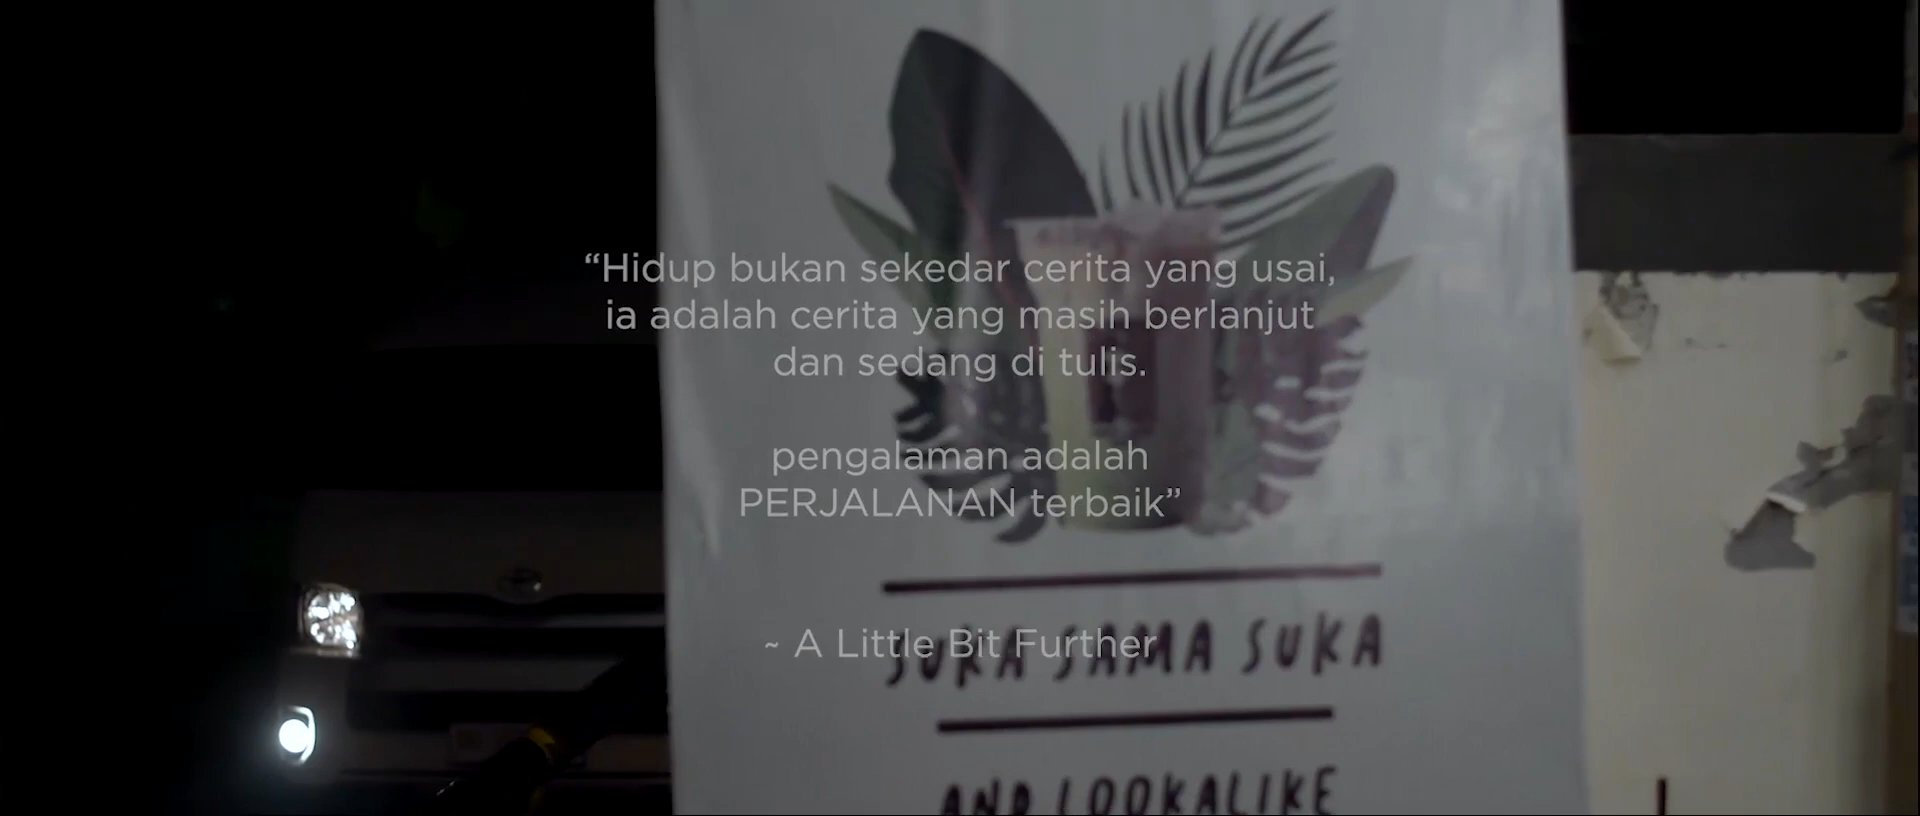 “Hidup bukan sekedar cerita yang usai,
ia adalah cerita yang masih berlanjut
dan sedang di tulis.
pengalaman adalah
PERJALANAN terbaik”
~ A Little Bit Further
SUKA SAMA SUKA
AND LOOKALIKE